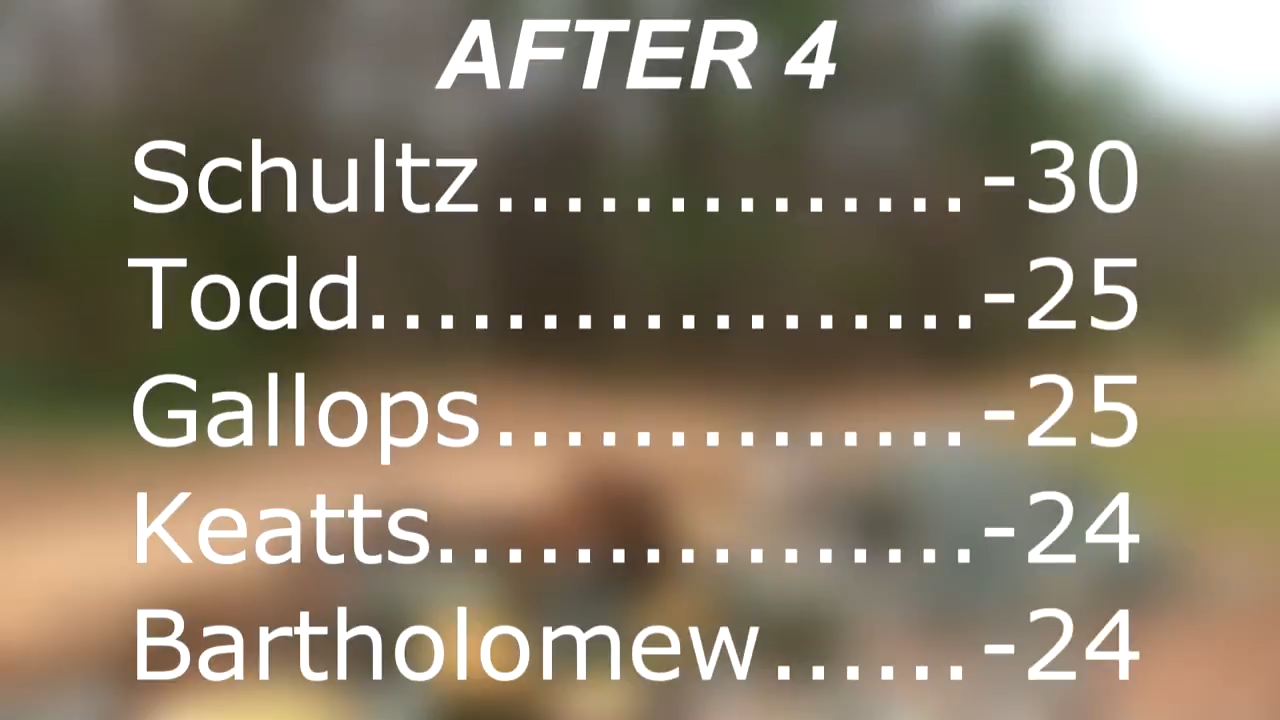 AFTER 4
Schultz..............-30
Todd..................-25
Gallops..............-25
Keatts................-24
Bartholomew......-24